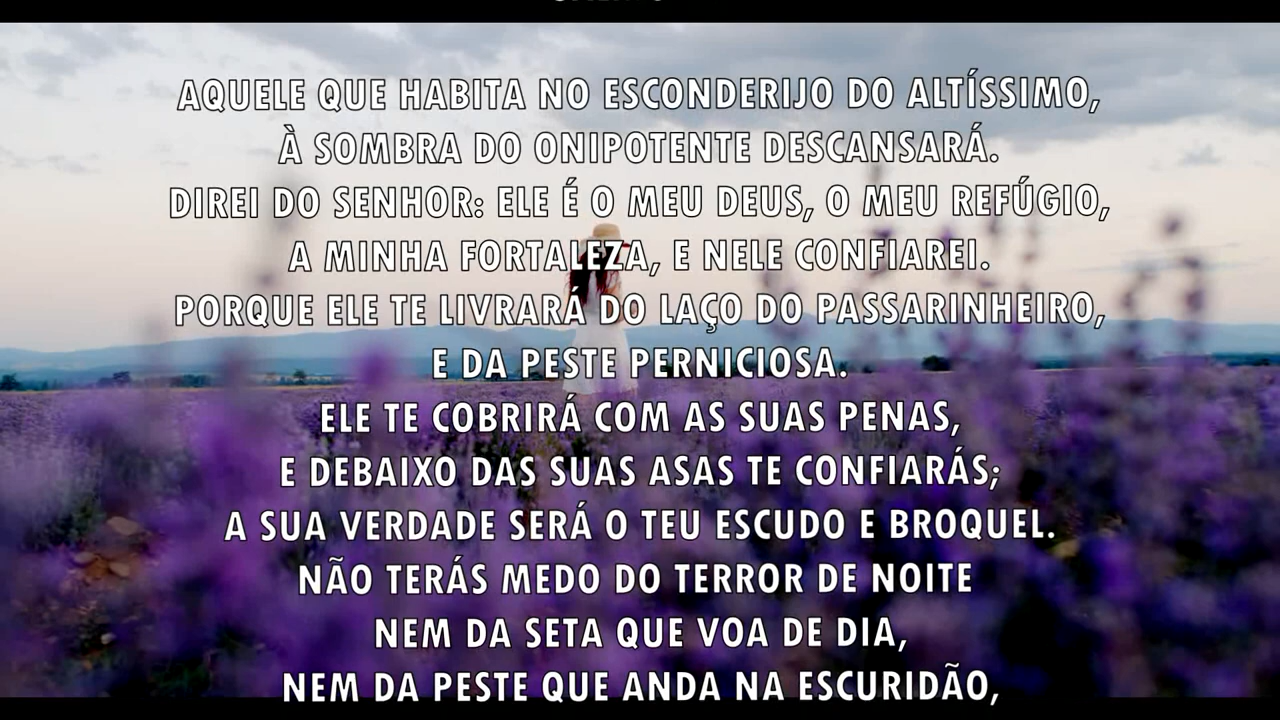 AQUELE QUE HABITA NO ESCONDERIJO DO ALTÍSSIMO,
À SOMBRA DO ONIPOTENTE DESCANSARÁ.
DIREI DO SENHOR: ELE É O MEU DEUS, O MEU REFÚGIO,
A MINHA FORTALEZA, E NELE CONFIAREI.
PORQUE ELE TE LIVRARÁ DO LAÇO DO PASSARINHEIRO,
E DA PESTE PERNICIOSA.
ELE TE COBRIRÁ COM AS SUAS PENAS,
E DEBAIXO DAS SUAS ASAS TE CONFIARÁS;
A SUA VERDADE SERÁ O TEU ESCUDO E BROQUEL.
NÃO TERÁS MEDO DO TERROR DE NOITE
NEM DA SETA QUE VOA DE DIA,
NEM DA PESTE QUE ANDA NA ESCURIDÃO,